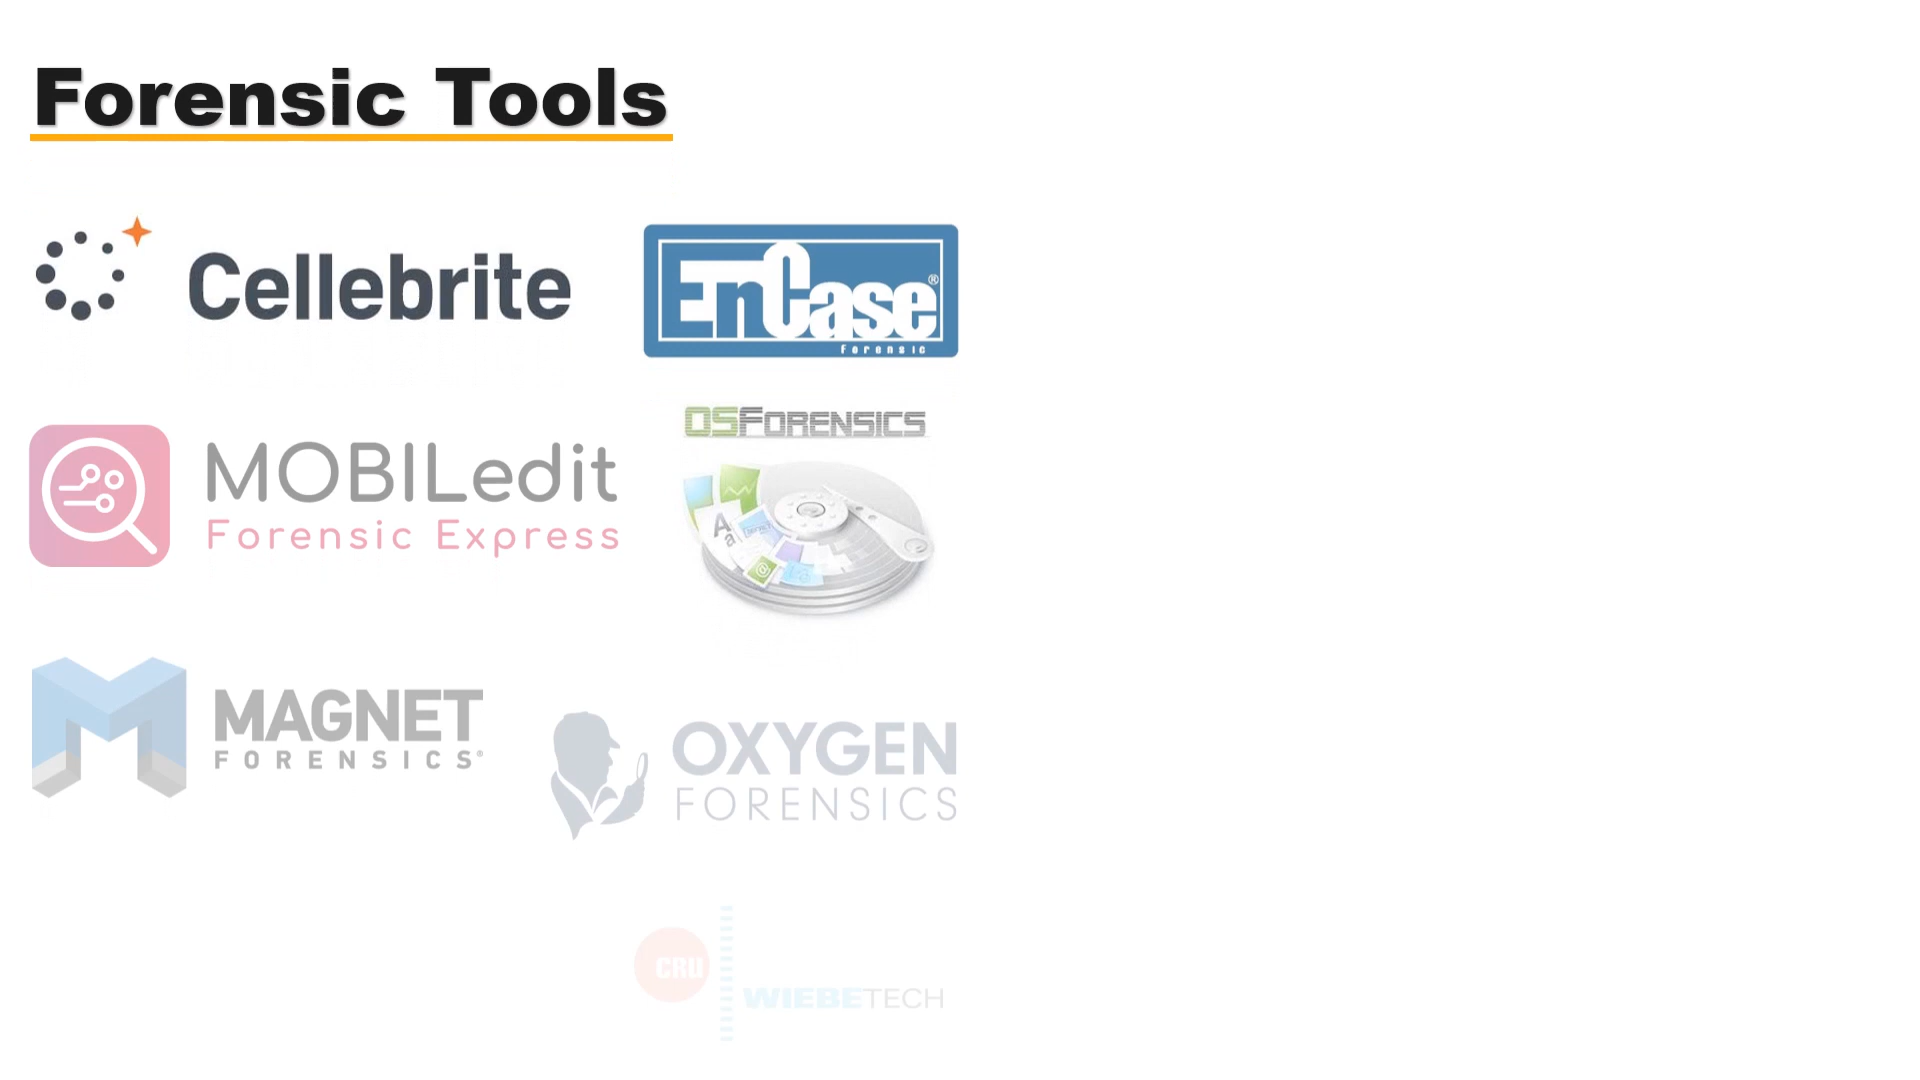 Forensic Tools
Cellebrite
EnCase®
Forensic
OSFORENSICS
MOBILedit
Forensic Express
A
a
@
MAGNET
FORENSICS®
OXYGEN
FORENSICS
CRU
WIEBETECH